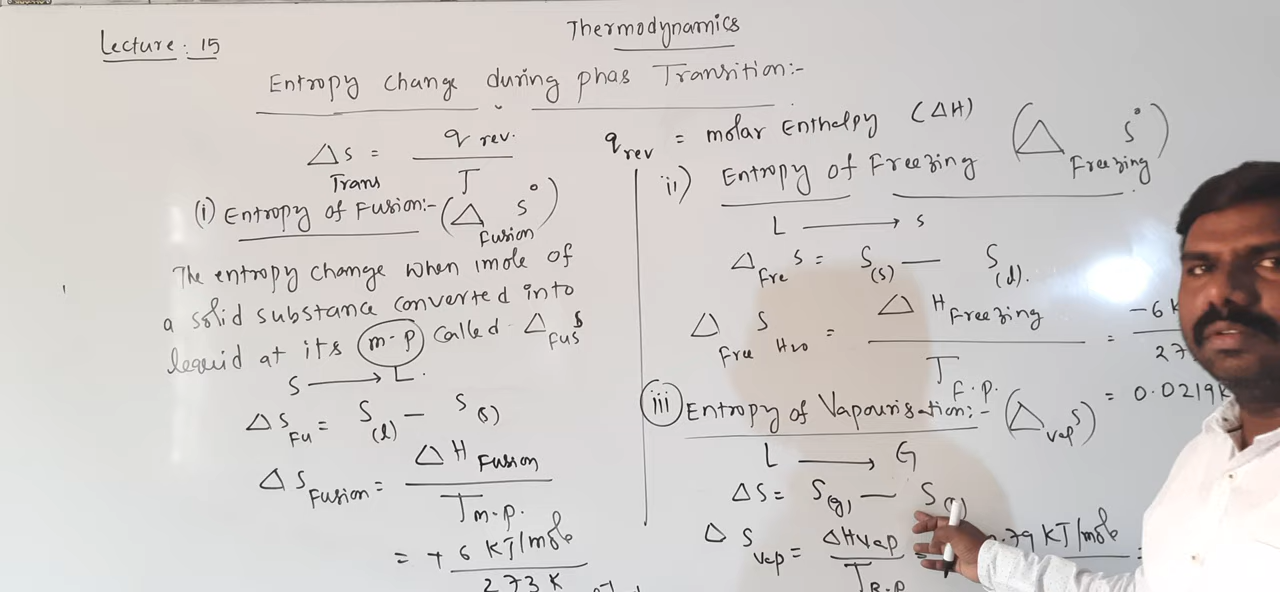 Lecture: 15
Thermodynamics
Entropy change during phas Transition:-
ΔS Trans = q rev. / T
q rev = molar Enthalpy (ΔH)
(i) Entropy of Fusion:- (Δ Fusion S°)
The entropy change when 1mole of
a solid substance converted into
lequid at its m.p called Δ Fus S
S ⟶ L.
ΔS Fu = S(l) — S(s)
ΔS Fusion = ΔH Fusion / T m.p.
= + 6 KJ/mole / 273 K
ii) Entropy of Freezing (Δ Freezing S°)
L ⟶ S
Δ Fre S = S(s) — S(l).
Δ Free S H2O = ΔH Freezing / T F.p. = -6 K
= 0.0219 K
iii) Entropy of Vapourisation:- (Δ vap S)
L ⟶ G
ΔS = S(g) — S
ΔS vap = ΔHvap / T B.P =
KJ/mole =